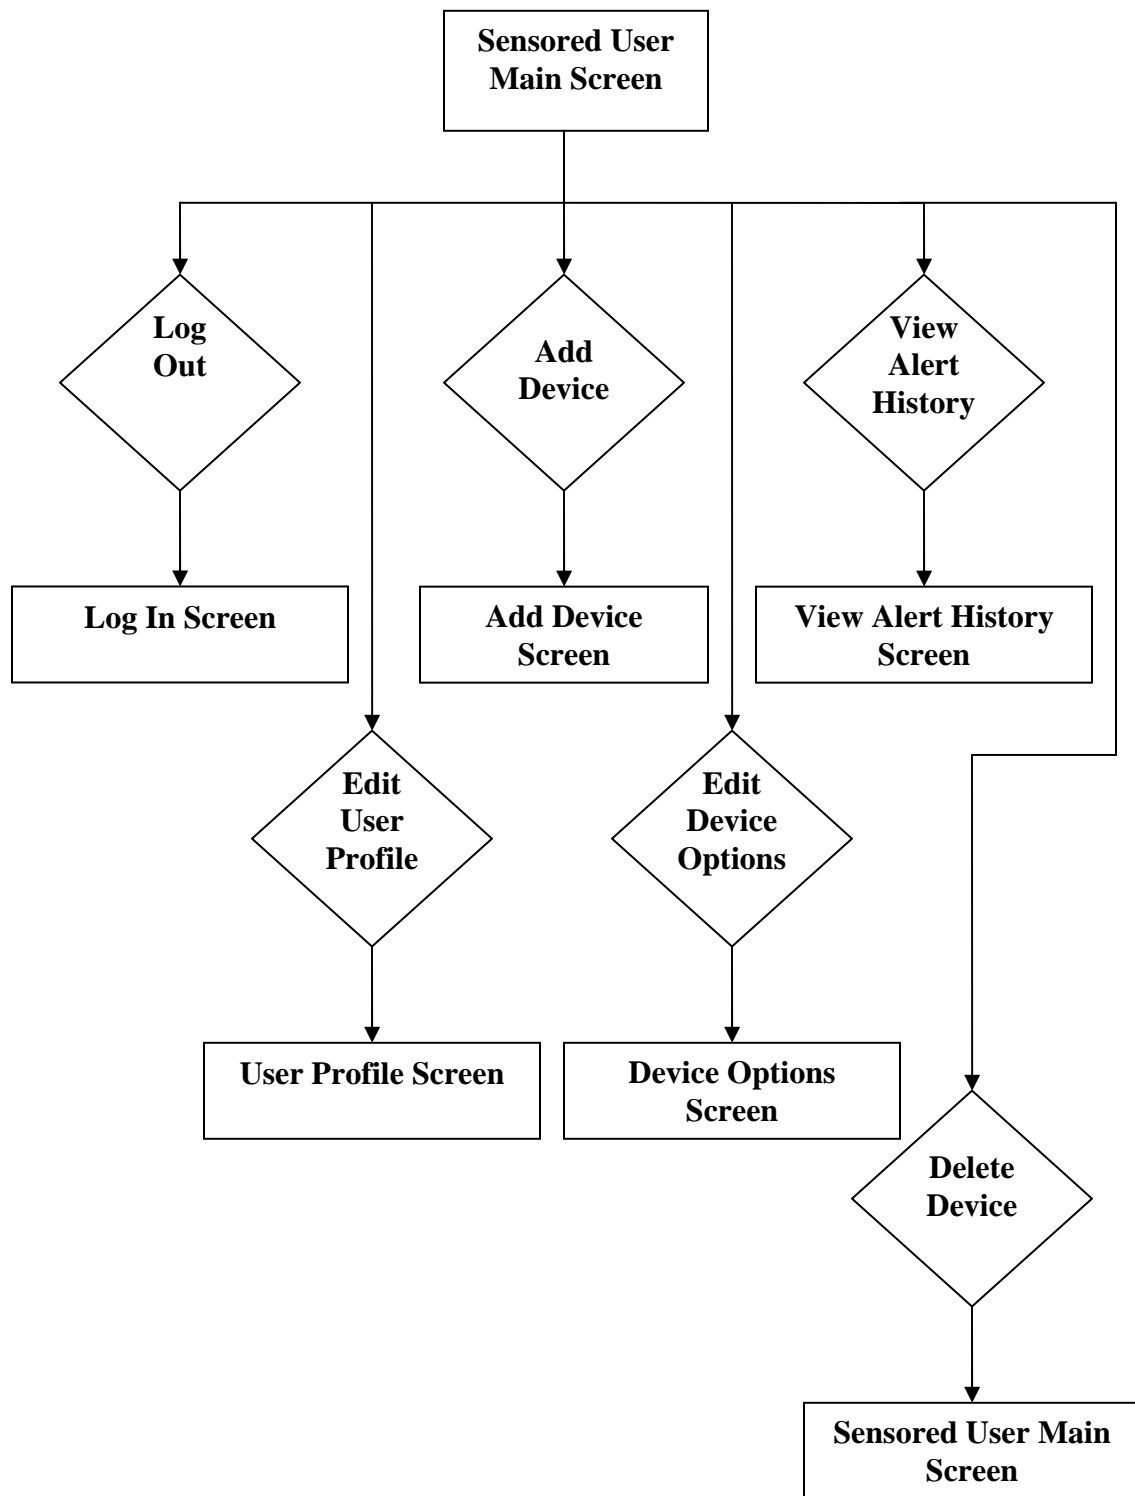 Sensored User
Main Screen
Log
Out
Add
Device
View
Alert
History
Log In Screen
Add Device
Screen
View Alert History
Screen
Edit
User
Profile
Edit
Device
Options
User Profile Screen
Device Options
Screen
Delete
Device
Sensored User Main
Screen